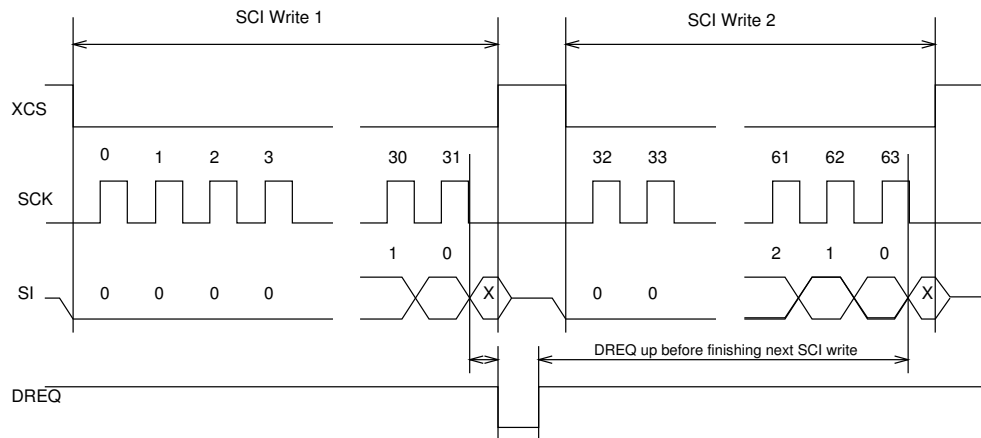 SCI Write 1 SCI Write 2
XCS
0 1 2 3 30 31 32 33 61 62 63
SCK
1 0 2 1 0
SI 0 0 0 0 X 0 0 X
DREQ up before finishing next SCI write
DREQ